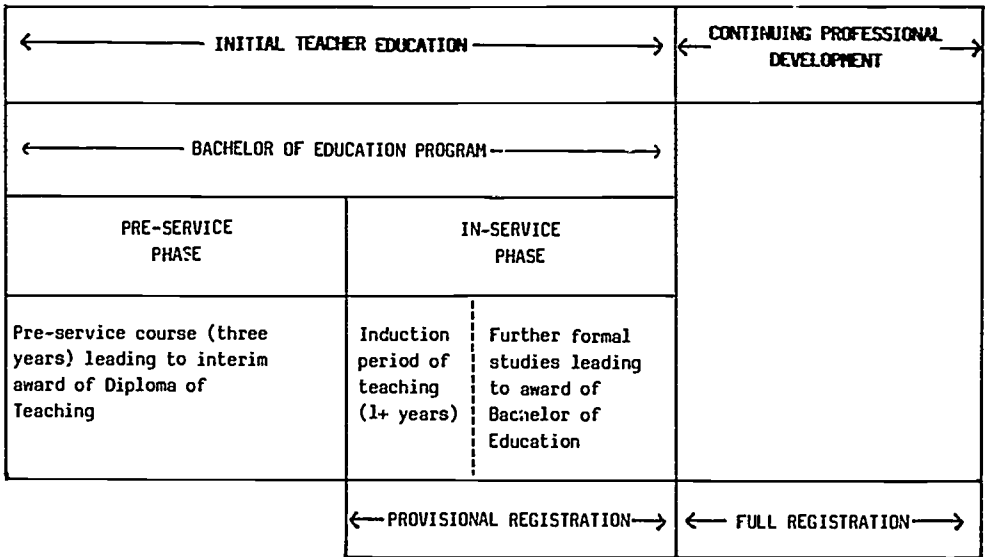 INITIAL TEACHER EDUCATION
CONTINUING PROFESSIONAL
DEVELOPMENT
BACHELOR OF EDUCATION PROGRAM
PRE-SERVICE
PHASE
IN-SERVICE
PHASE
Pre-service course (three
years) leading to interim
award of Diploma of
Teaching
Induction
period of
teaching
(1+ years)
Further formal
studies leading
to award of
Bachelor of
Education
PROVISIONAL REGISTRATION
FULL REGISTRATION